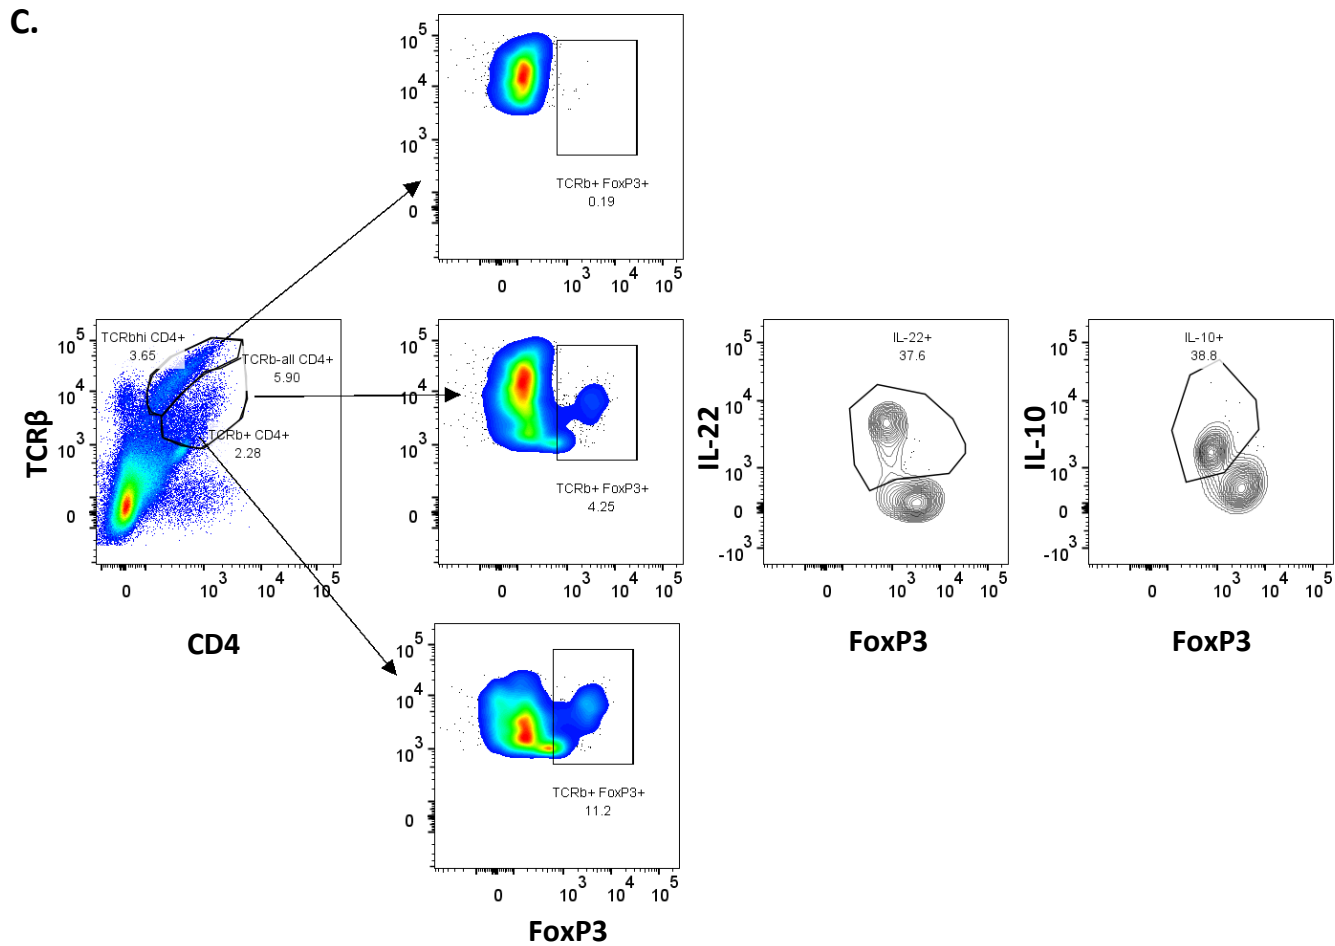 C.
10^5
10^4
10^3
0
TCRb+ FoxP3+
0.19
0 10^3 10^4 10^5
TCRβ
10^5
10^4
10^3
0
TCRbhi CD4+
3.65
TCRb-all CD4+
5.90
TCRb+ CD4+
2.28
0 10^3 10^4 10^5
CD4
10^5
10^4
10^3
0
TCRb+ FoxP3+
4.25
0 10^3 10^4 10^5
IL-22
10^5
10^4
10^3
0
-10^3
IL-22+
37.6
0 10^3 10^4 10^5
FoxP3
IL-10
10^5
10^4
10^3
0
-10^3
IL-10+
38.8
0 10^3 10^4 10^5
FoxP3
10^5
10^4
10^3
0
TCRb+ FoxP3+
11.2
0 10^3 10^4 10^5
FoxP3